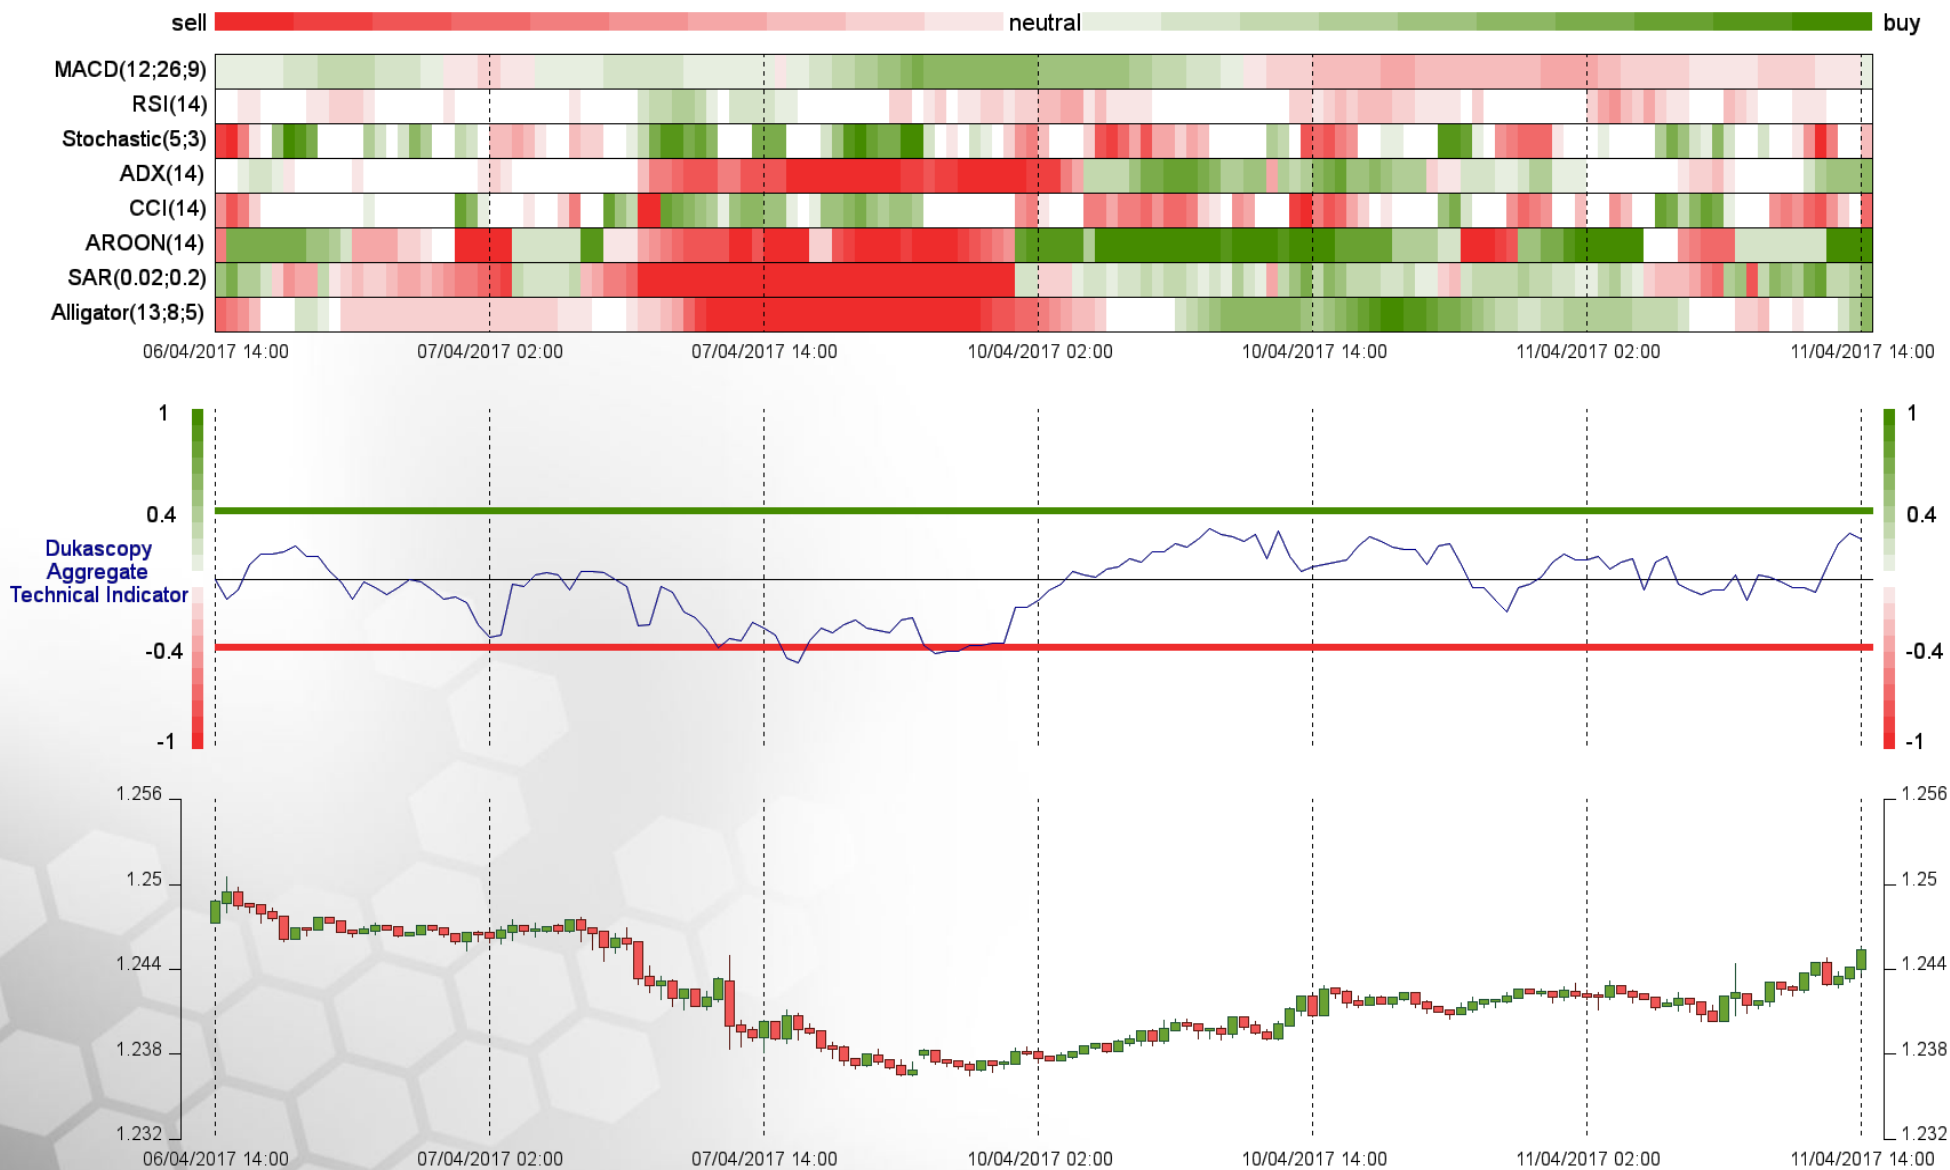 sell neutral buy
MACD(12;26;9)
RSI(14)
Stochastic(5;3)
ADX(14)
CCI(14)
AROON(14)
SAR(0.02;0.2)
Alligator(13;8;5)
06/04/2017 14:00 07/04/2017 02:00 07/04/2017 14:00 10/04/2017 02:00 10/04/2017 14:00 11/04/2017 02:00 11/04/2017 14:00
1 1
0.4 0.4
Dukascopy
Aggregate
Technical Indicator
-0.4 -0.4
-1 -1
1.256 1.256
1.25 1.25
1.244 1.244
1.238 1.238
1.232 1.232
06/04/2017 14:00 07/04/2017 02:00 07/04/2017 14:00 10/04/2017 02:00 10/04/2017 14:00 11/04/2017 02:00 11/04/2017 14:00